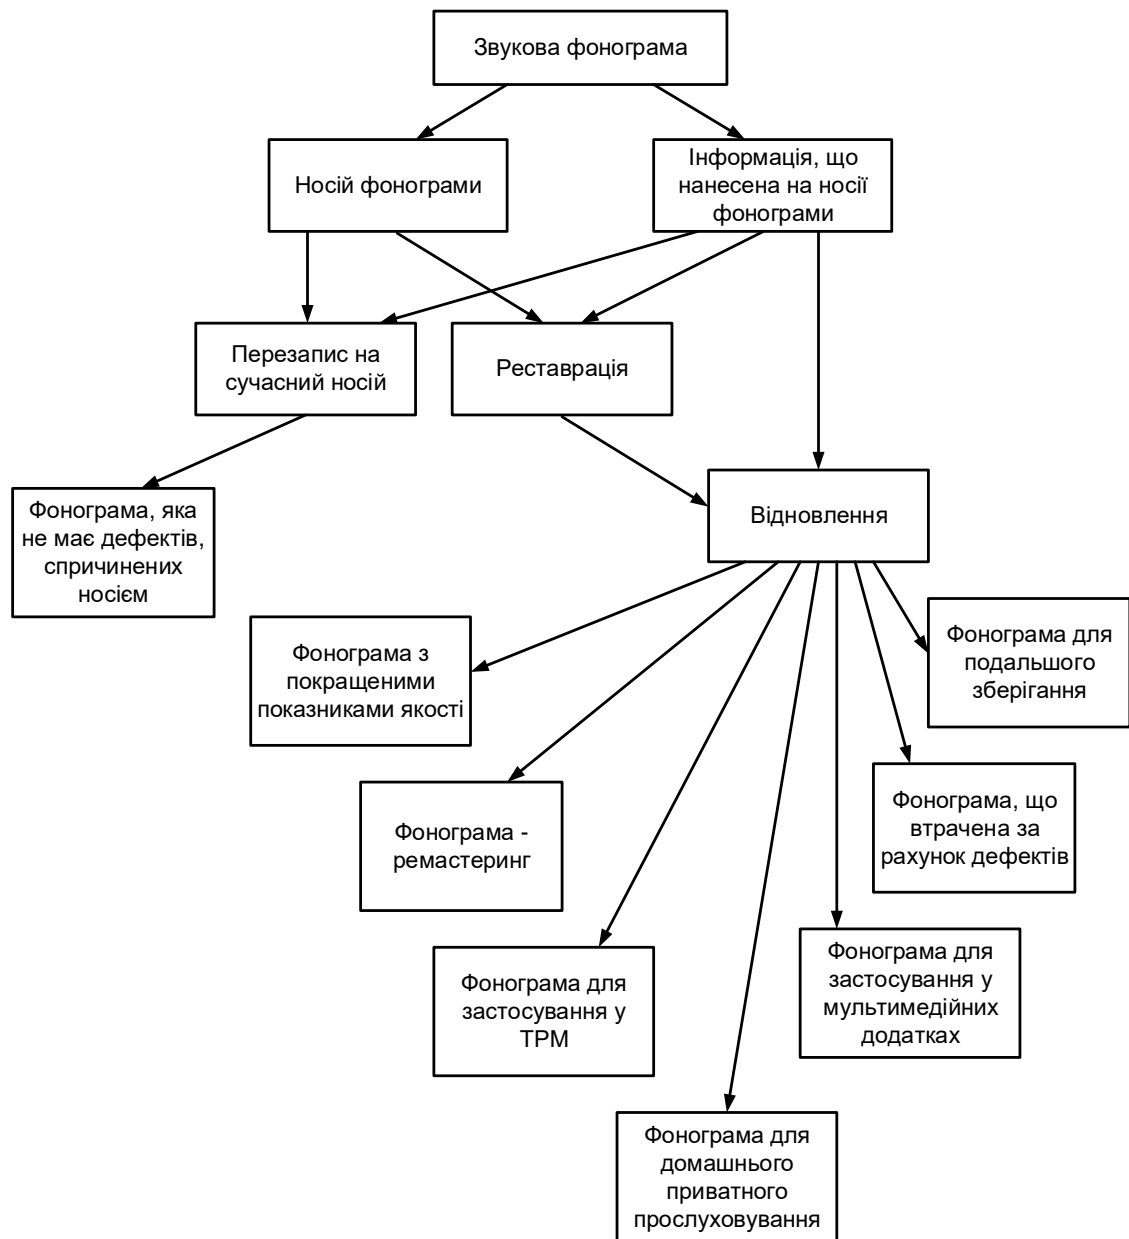 Звукова фонограма
Носій фонограми
Інформація, що
нанесена на носії
фонограми
Перезапис на
сучасний носій
Реставрація
Фонограма, яка
не має дефектів,
спричинених
носієм
Відновлення
Фонограма з
покращеними
показниками якості
Фонограма для
подальшого
зберігання
Фонограма -
ремастеринг
Фонограма, що
втрачена за
рахунок дефектів
Фонограма для
застосування у
ТРМ
Фонограма для
застосування у
мультимедійних
додатках
Фонограма для
домашнього
приватного
прослуховування